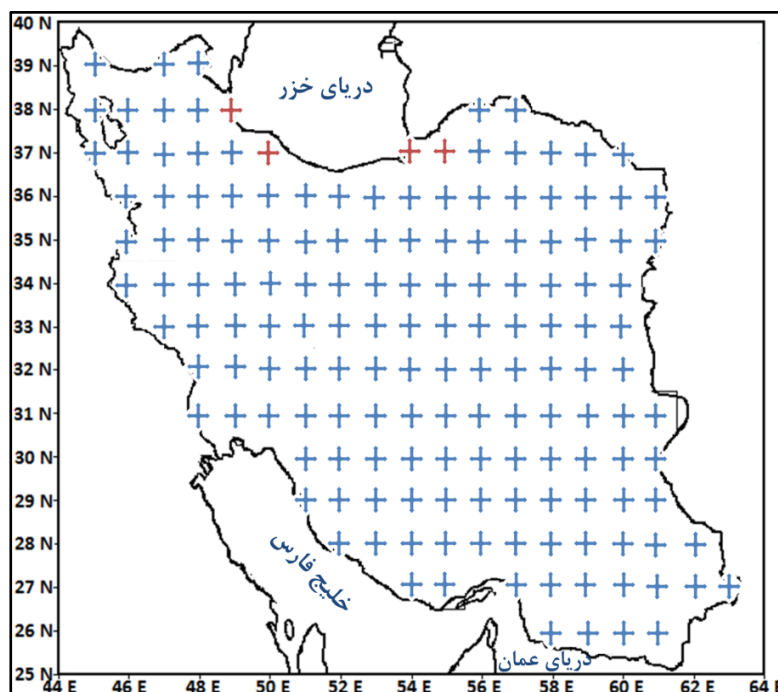 40 N
39 N
38 N
37 N
36 N
35 N
34 N
33 N
32 N
31 N
30 N
29 N
28 N
27 N
26 N
25 N
دریای خزر
خلیج فارس
دریای عمان
44 E 46 E 48 E 50 E 52 E 54 E 56 E 58 E 60 E 62 E 64 E